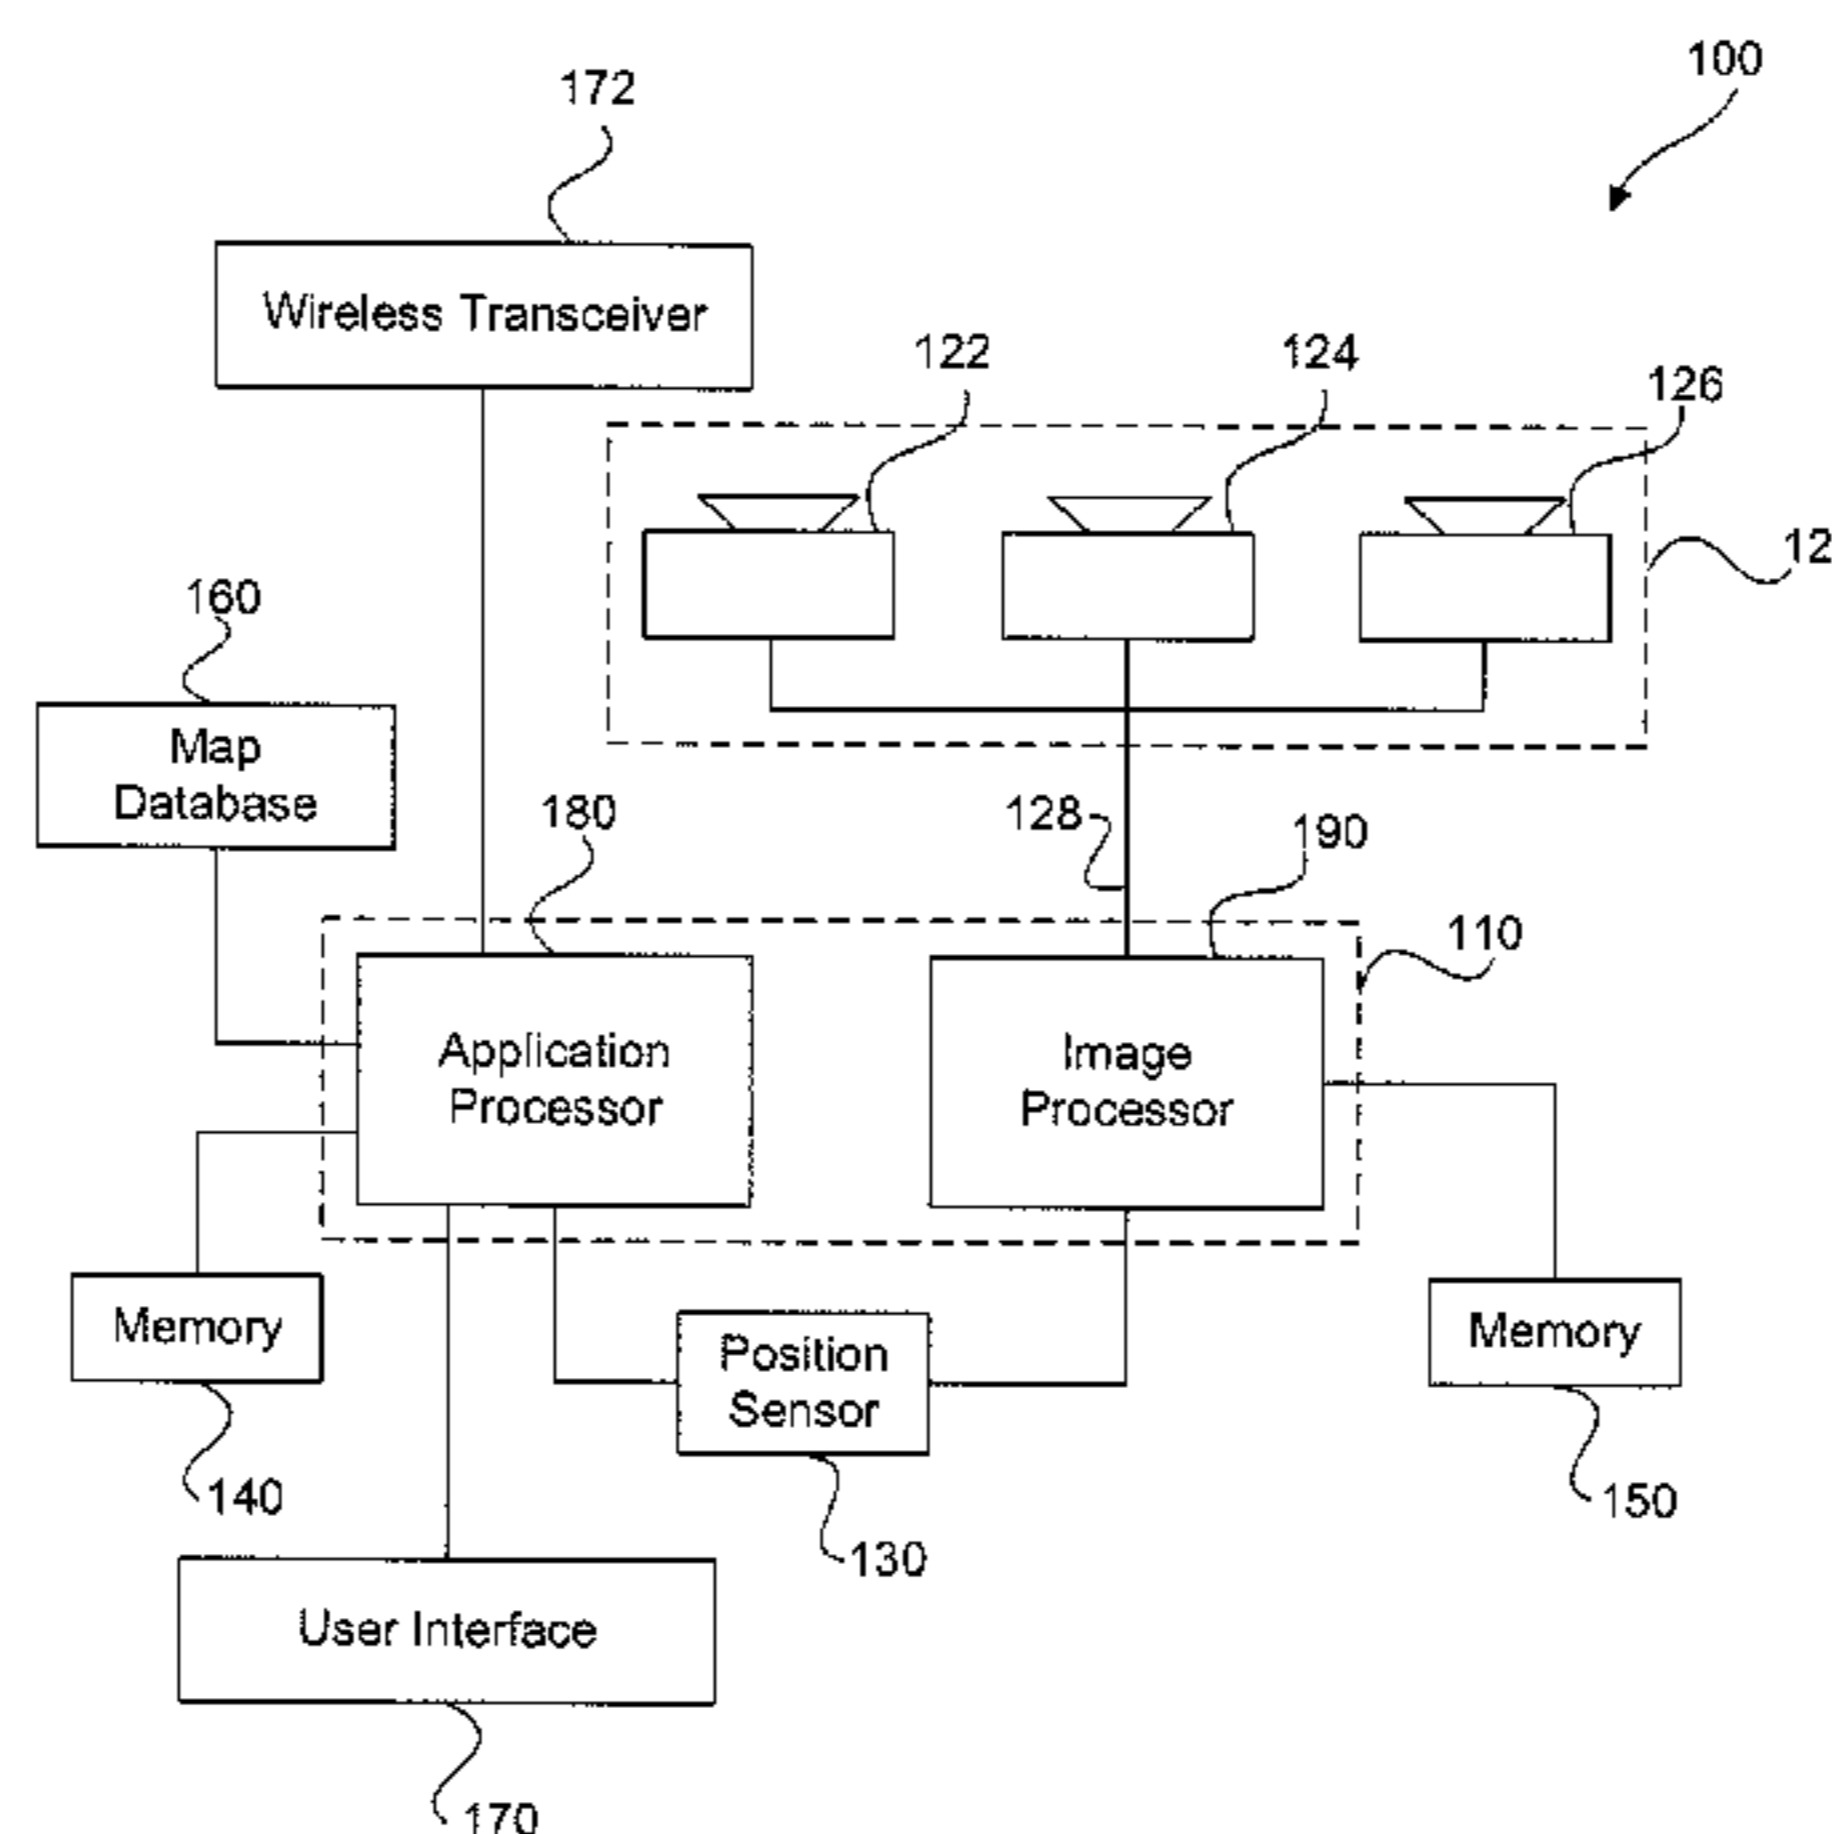 100
172
Wireless Transceiver
122
124
126
12
160
Map
Database
180
128
190
110
Application
Processor
Image
Processor
Memory
Position
Sensor
Memory
140
150
130
User Interface
170